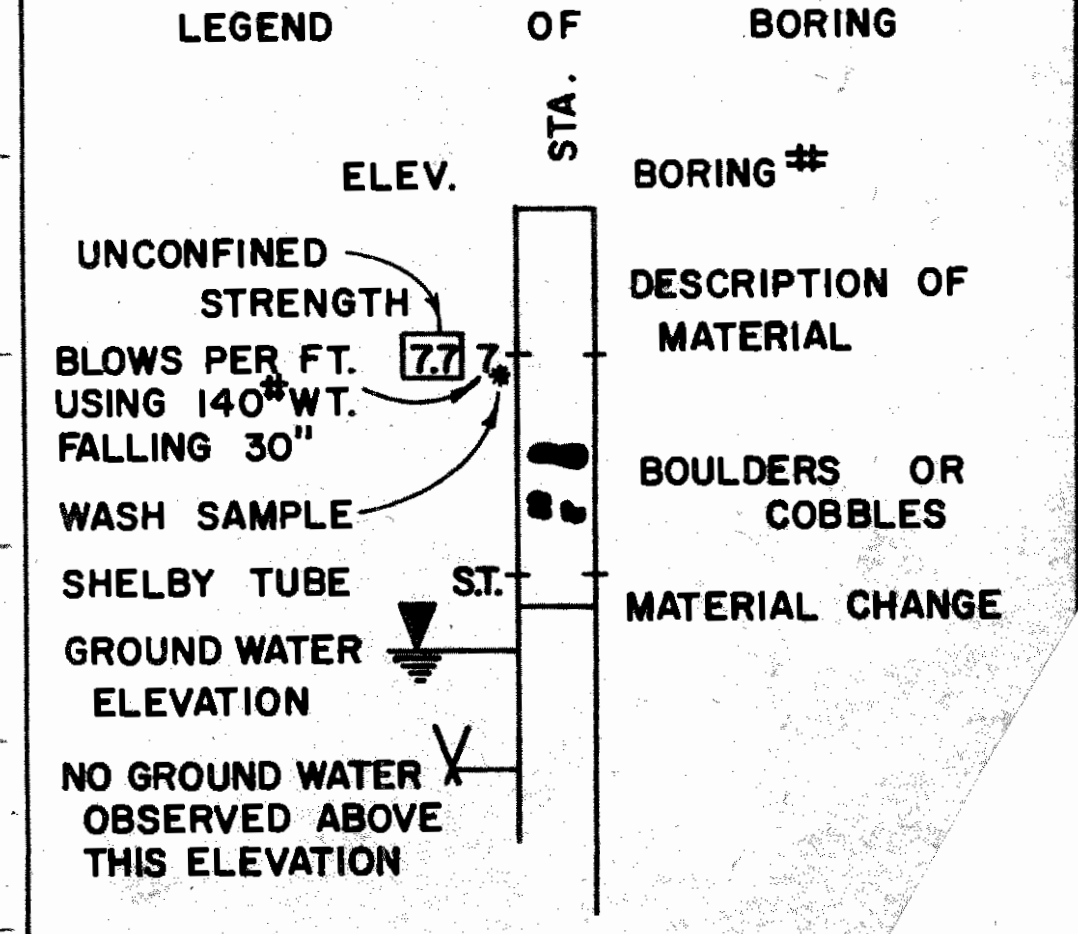 LEGEND OF BORING
STA.
ELEV.
BORING #
UNCONFINED
STRENGTH
DESCRIPTION OF
MATERIAL
BLOWS PER FT. 7.7 7*
USING 140# WT.
FALLING 30"
BOULDERS OR
COBBLES
WASH SAMPLE
SHELBY TUBE S.T.
MATERIAL CHANGE
GROUND WATER
ELEVATION
NO GROUND WATER
OBSERVED ABOVE
THIS ELEVATION